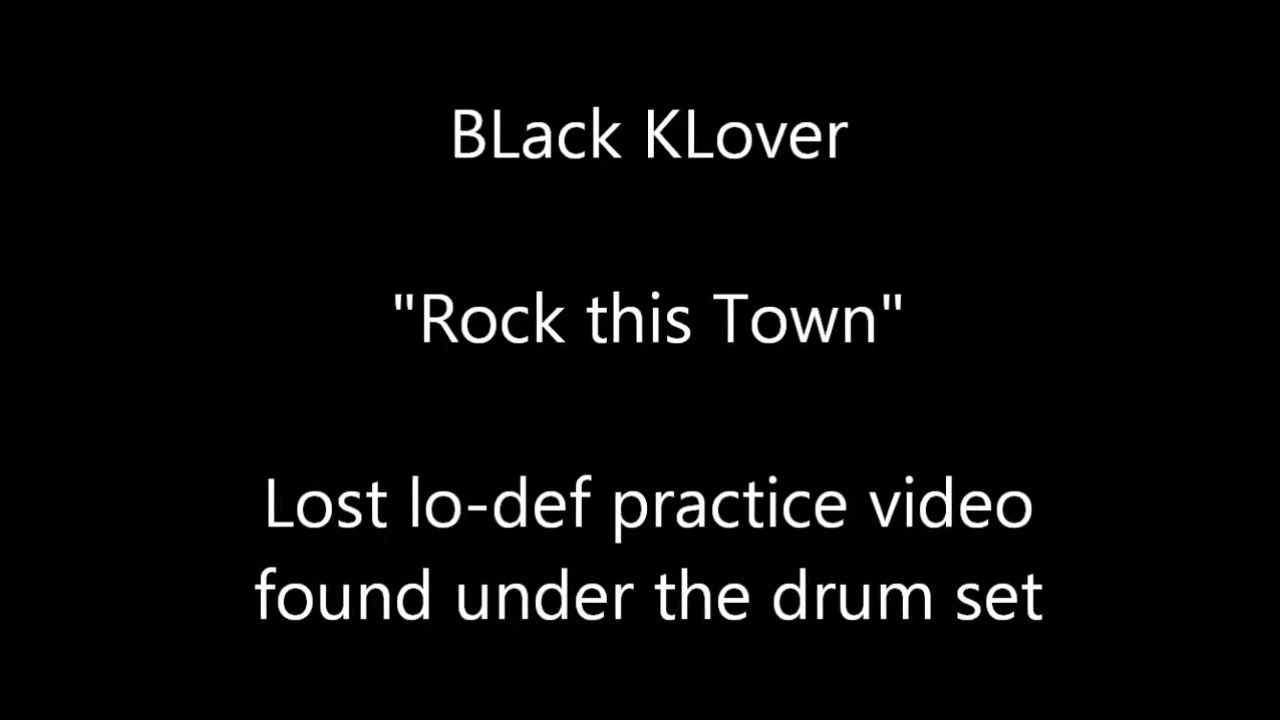 BLack KLover
"Rock this Town"
Lost lo-def practice video
found under the drum set